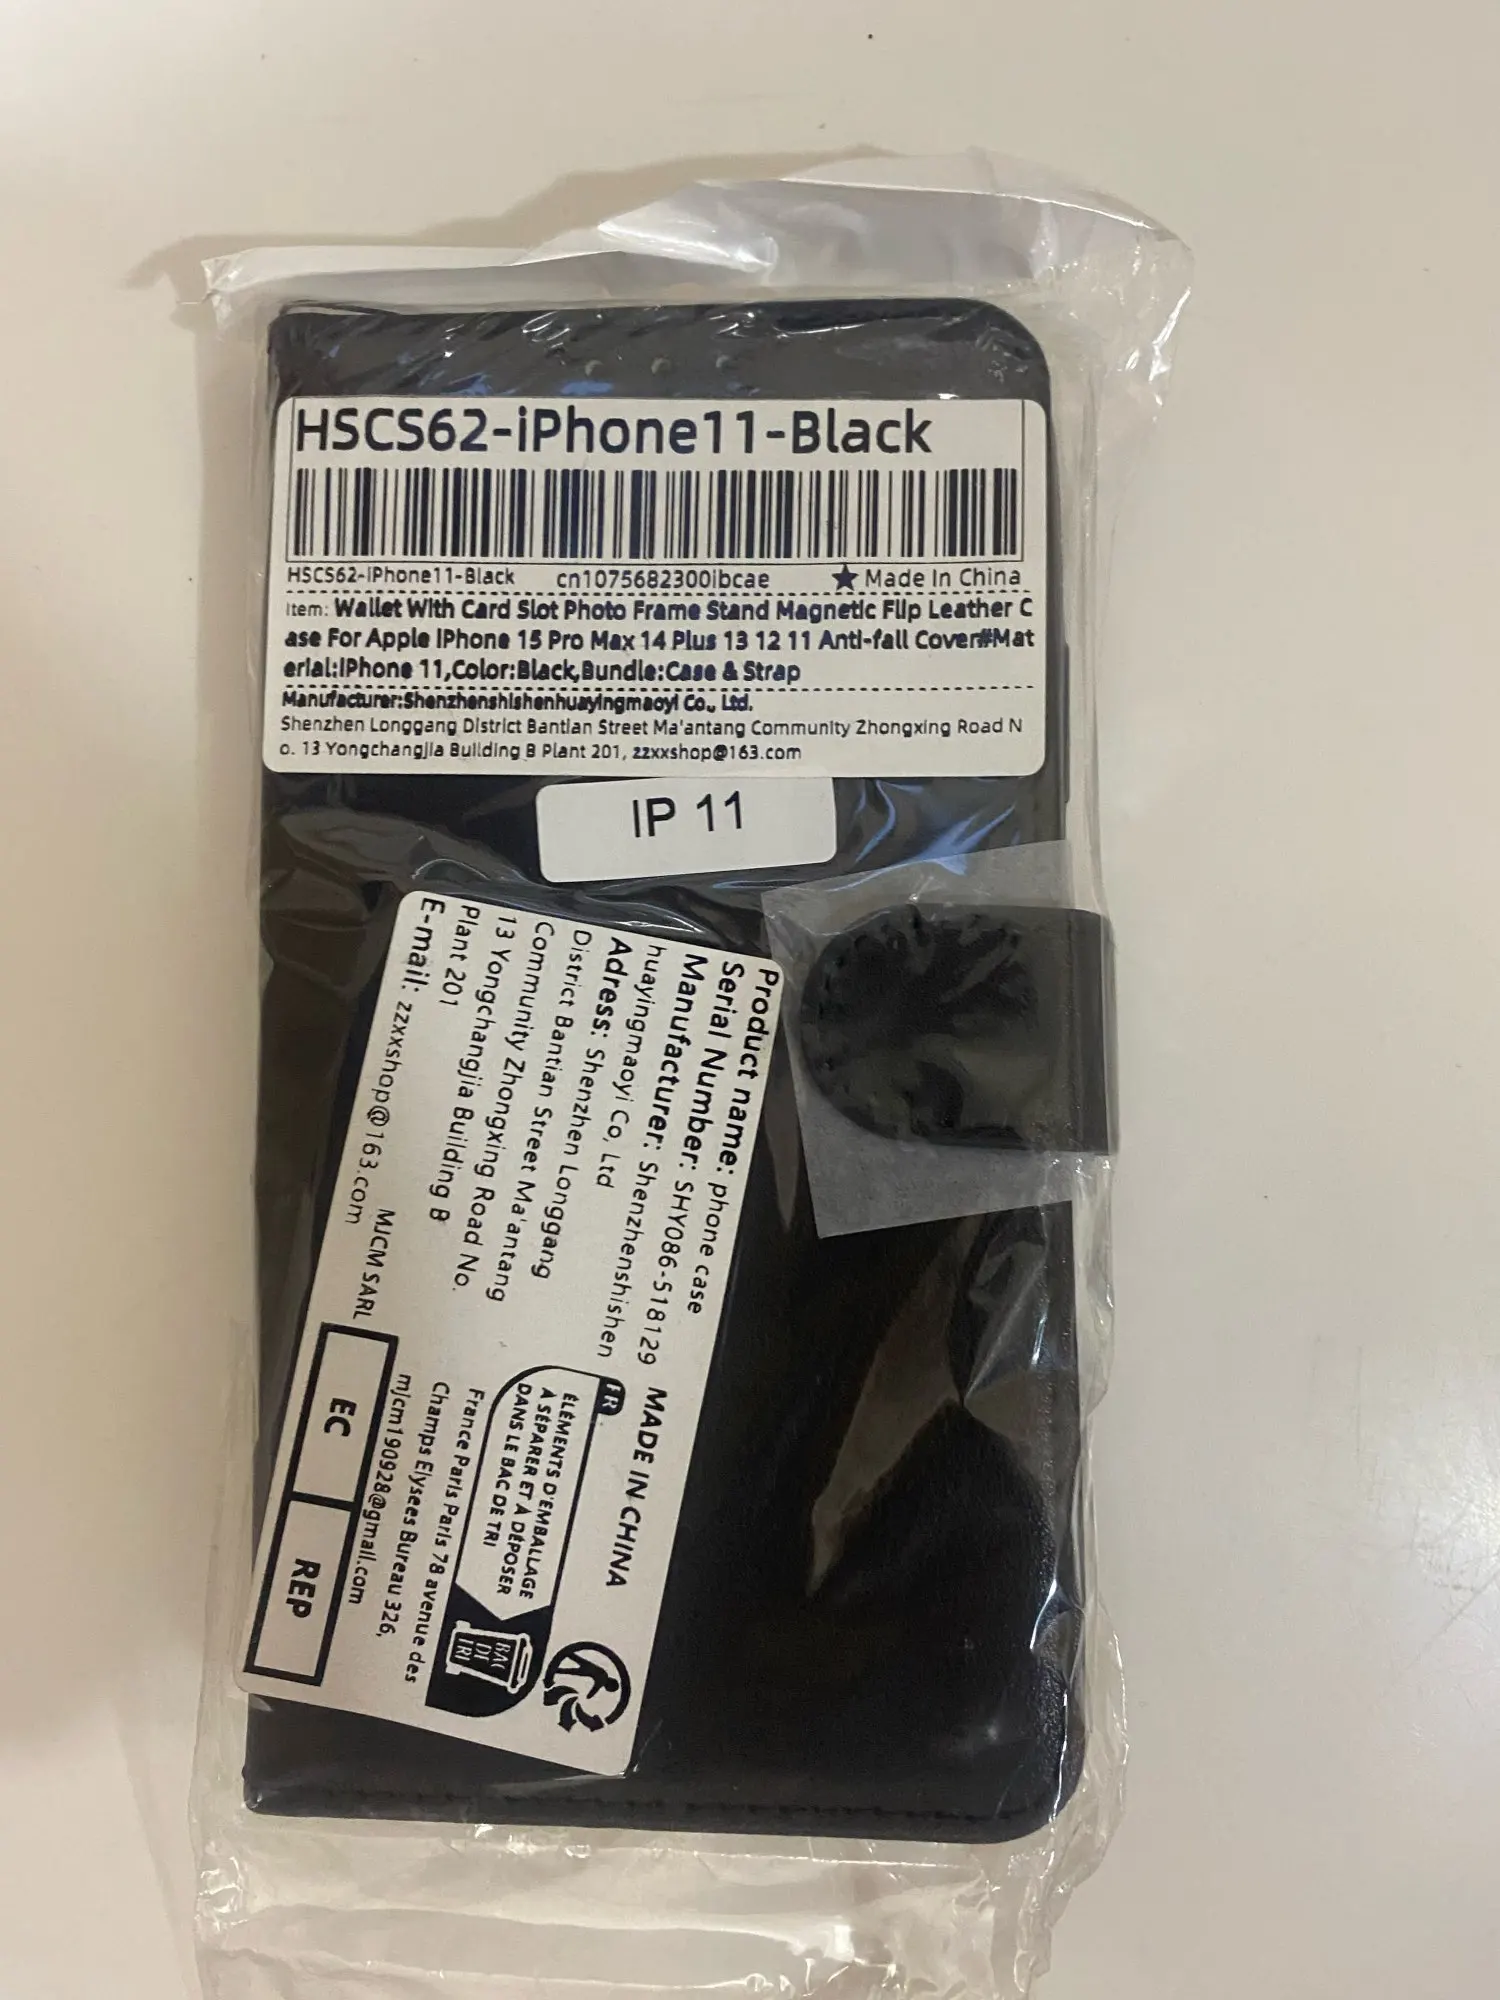 HSCS62-iPhone11-Black
HSCS62-iPhone11-Black cn1075682300ibcae ★ Made In China
Item: Wallet With Card Slot Photo Frame Stand Magnetic Flip Leather C
ase For Apple iPhone 15 Pro Max 14 Plus 13 12 11 Anti-fall Cover#Mat
erial:iPhone 11,Color:Black,Bundle:Case & Strap
Manufacturer:Shenzhenshishenhuayingmaoyi Co., Ltd.
Shenzhen Longgang District Bantian Street Ma'antang Community Zhongxing Road N
o. 13 Yongchangjia Building B Plant 201, zzxxshop@163.com
IP 11
Product name: phone case
Serial Number: SHY086-518129
Manufacturer: Shenzhenshishen
huayingmaoyi Co, Ltd
Adress: Shenzhen Longgang
District Bantian Street Ma'antang
Community Zhongxing Road No.
13 Yongchangjia Building B
Plant 201
E-mail: zzxxshop@163.com
MADE IN CHINA
FR
ÉLÉMENTS D'EMBALLAGE
À SÉPARER ET À DÉPOSER
DANS LE BAC DE TRI
BAC
DE
TRI
France Paris Paris 78 avenue des
Champs Elysees Bureau 326,
mjcm190928@gmail.com
MJCM SARL
EC REP